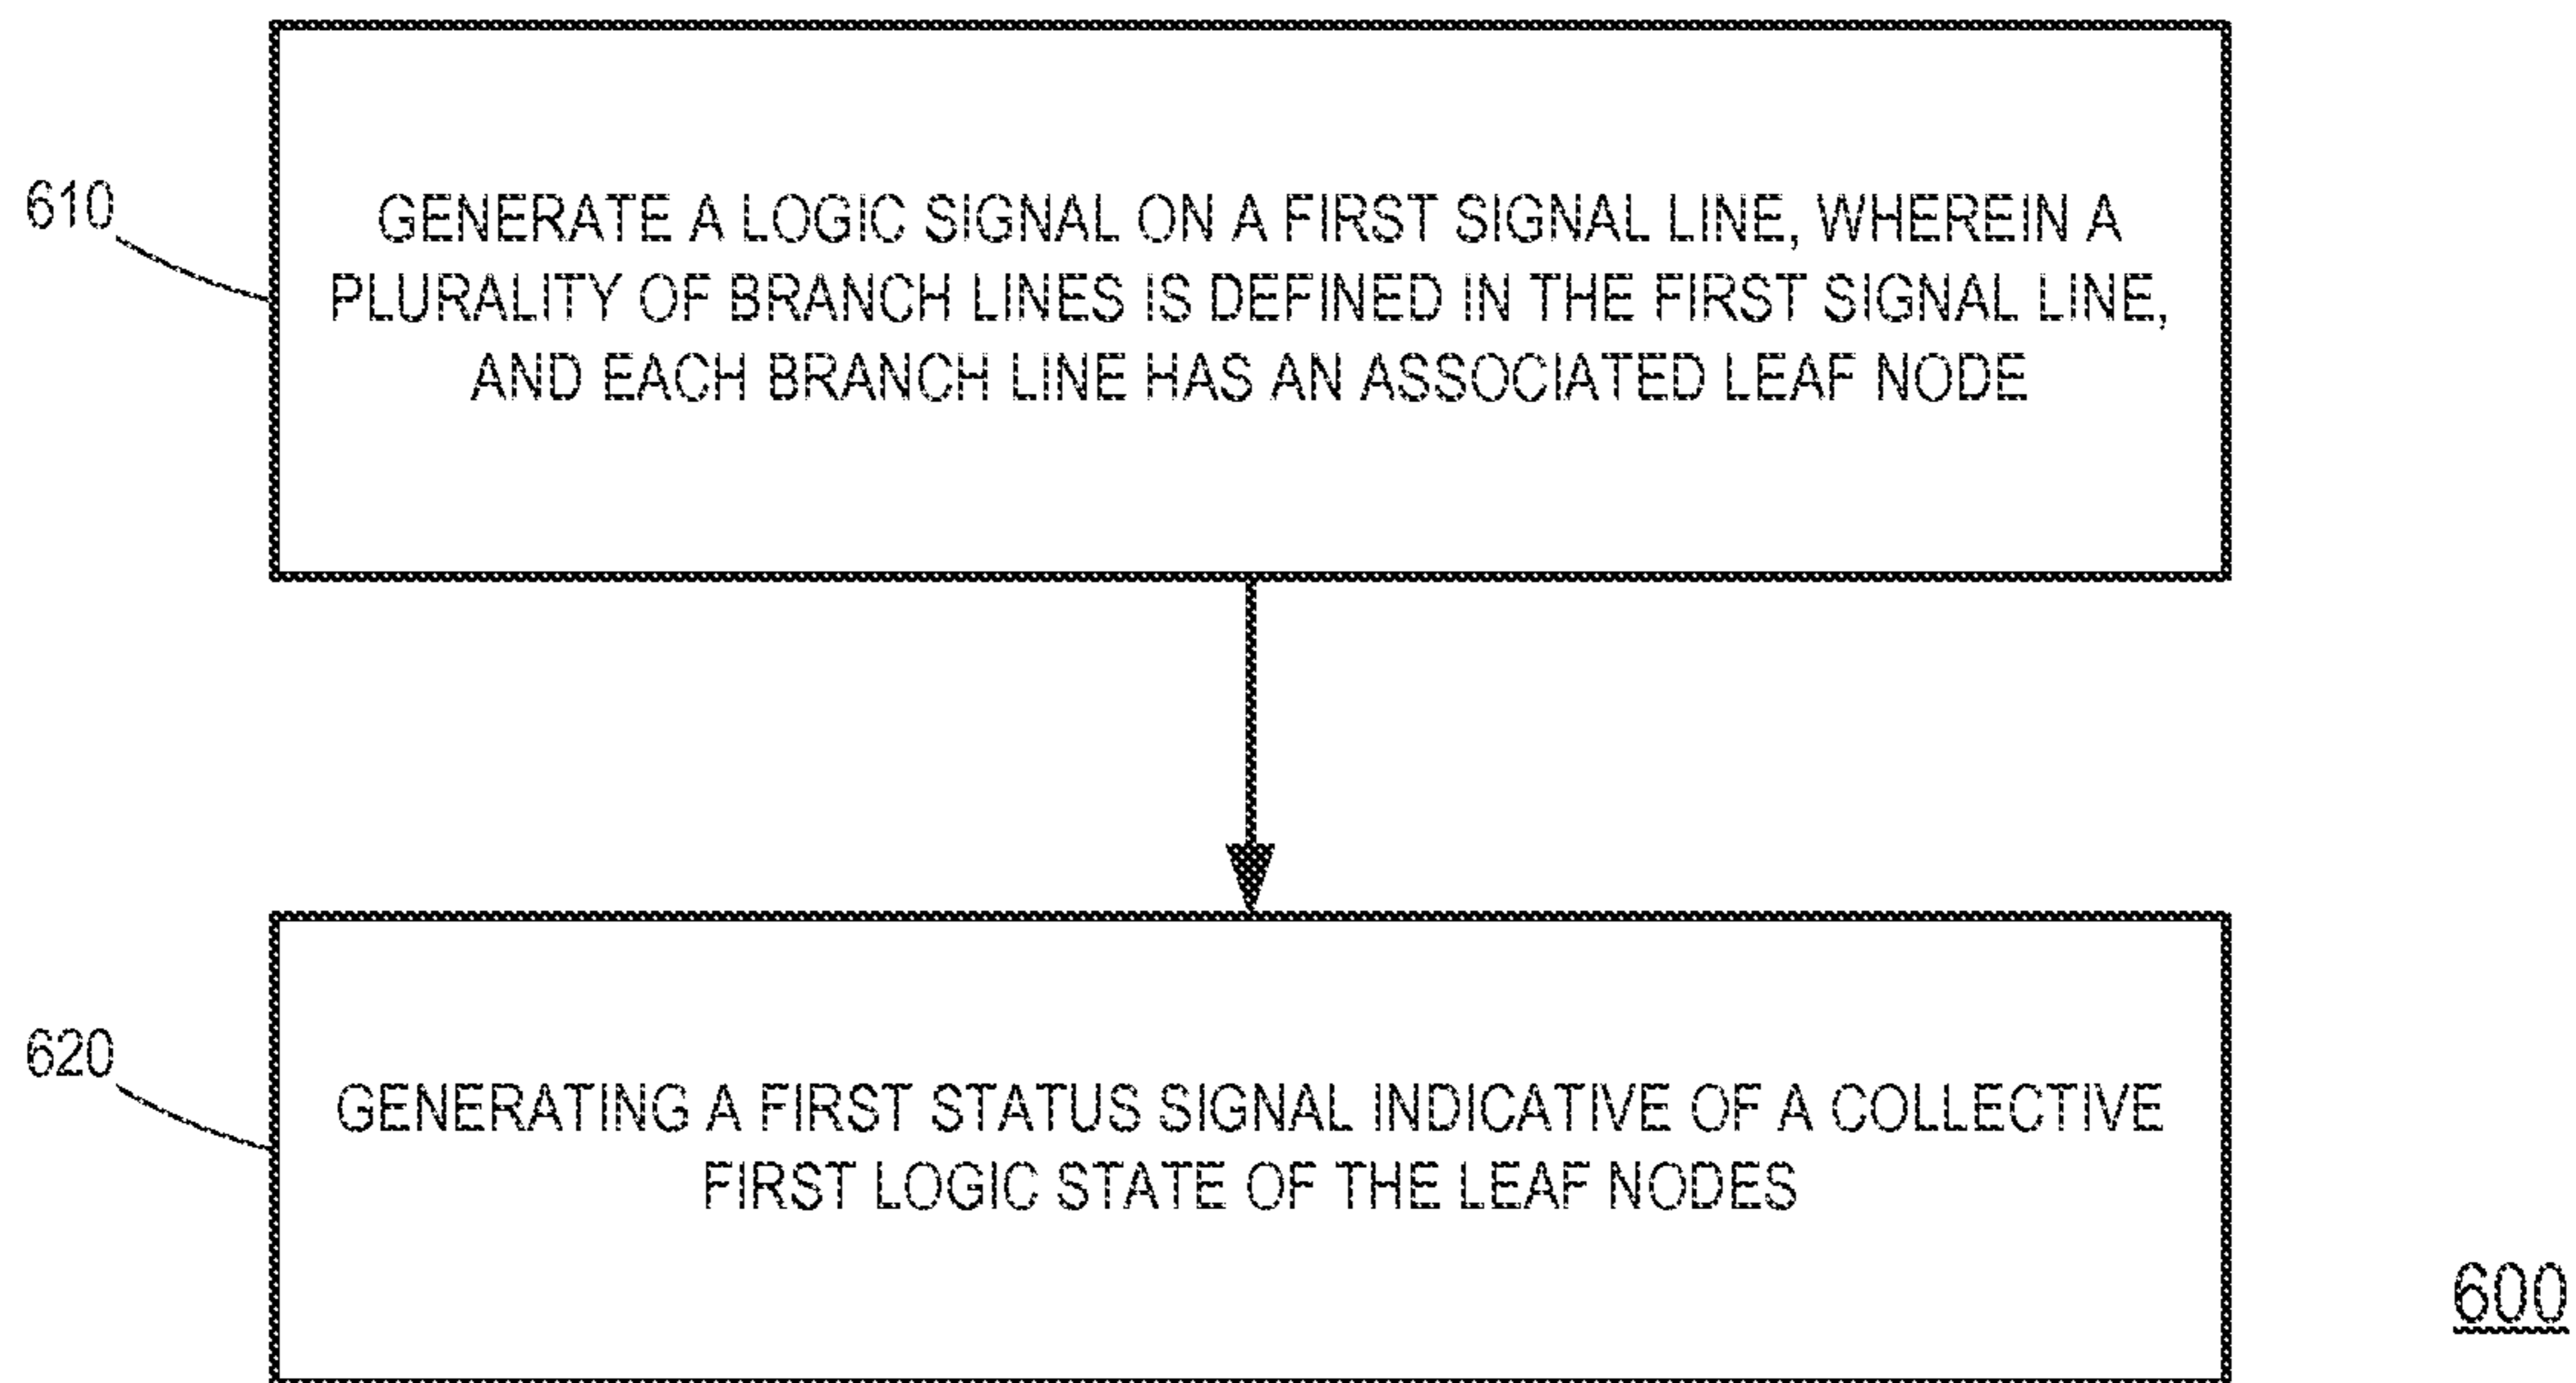 610
GENERATE A LOGIC SIGNAL ON A FIRST SIGNAL LINE, WHEREIN A
PLURALITY OF BRANCH LINES IS DEFINED IN THE FIRST SIGNAL LINE,
AND EACH BRANCH LINE HAS AN ASSOCIATED LEAF NODE
620
GENERATING A FIRST STATUS SIGNAL INDICATIVE OF A COLLECTIVE
FIRST LOGIC STATE OF THE LEAF NODES
600